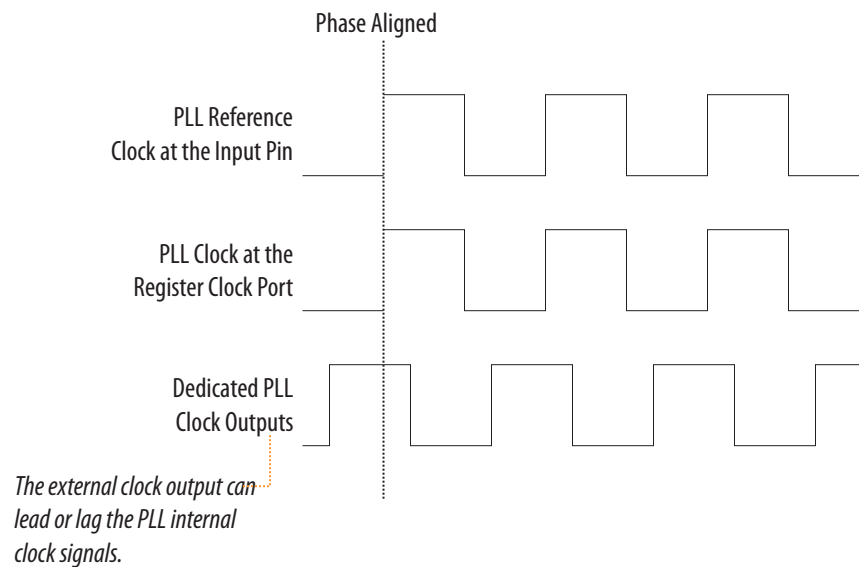 Phase Aligned
PLL Reference
Clock at the Input Pin
PLL Clock at the
Register Clock Port
Dedicated PLL
Clock Outputs
The external clock output can
lead or lag the PLL internal
clock signals.